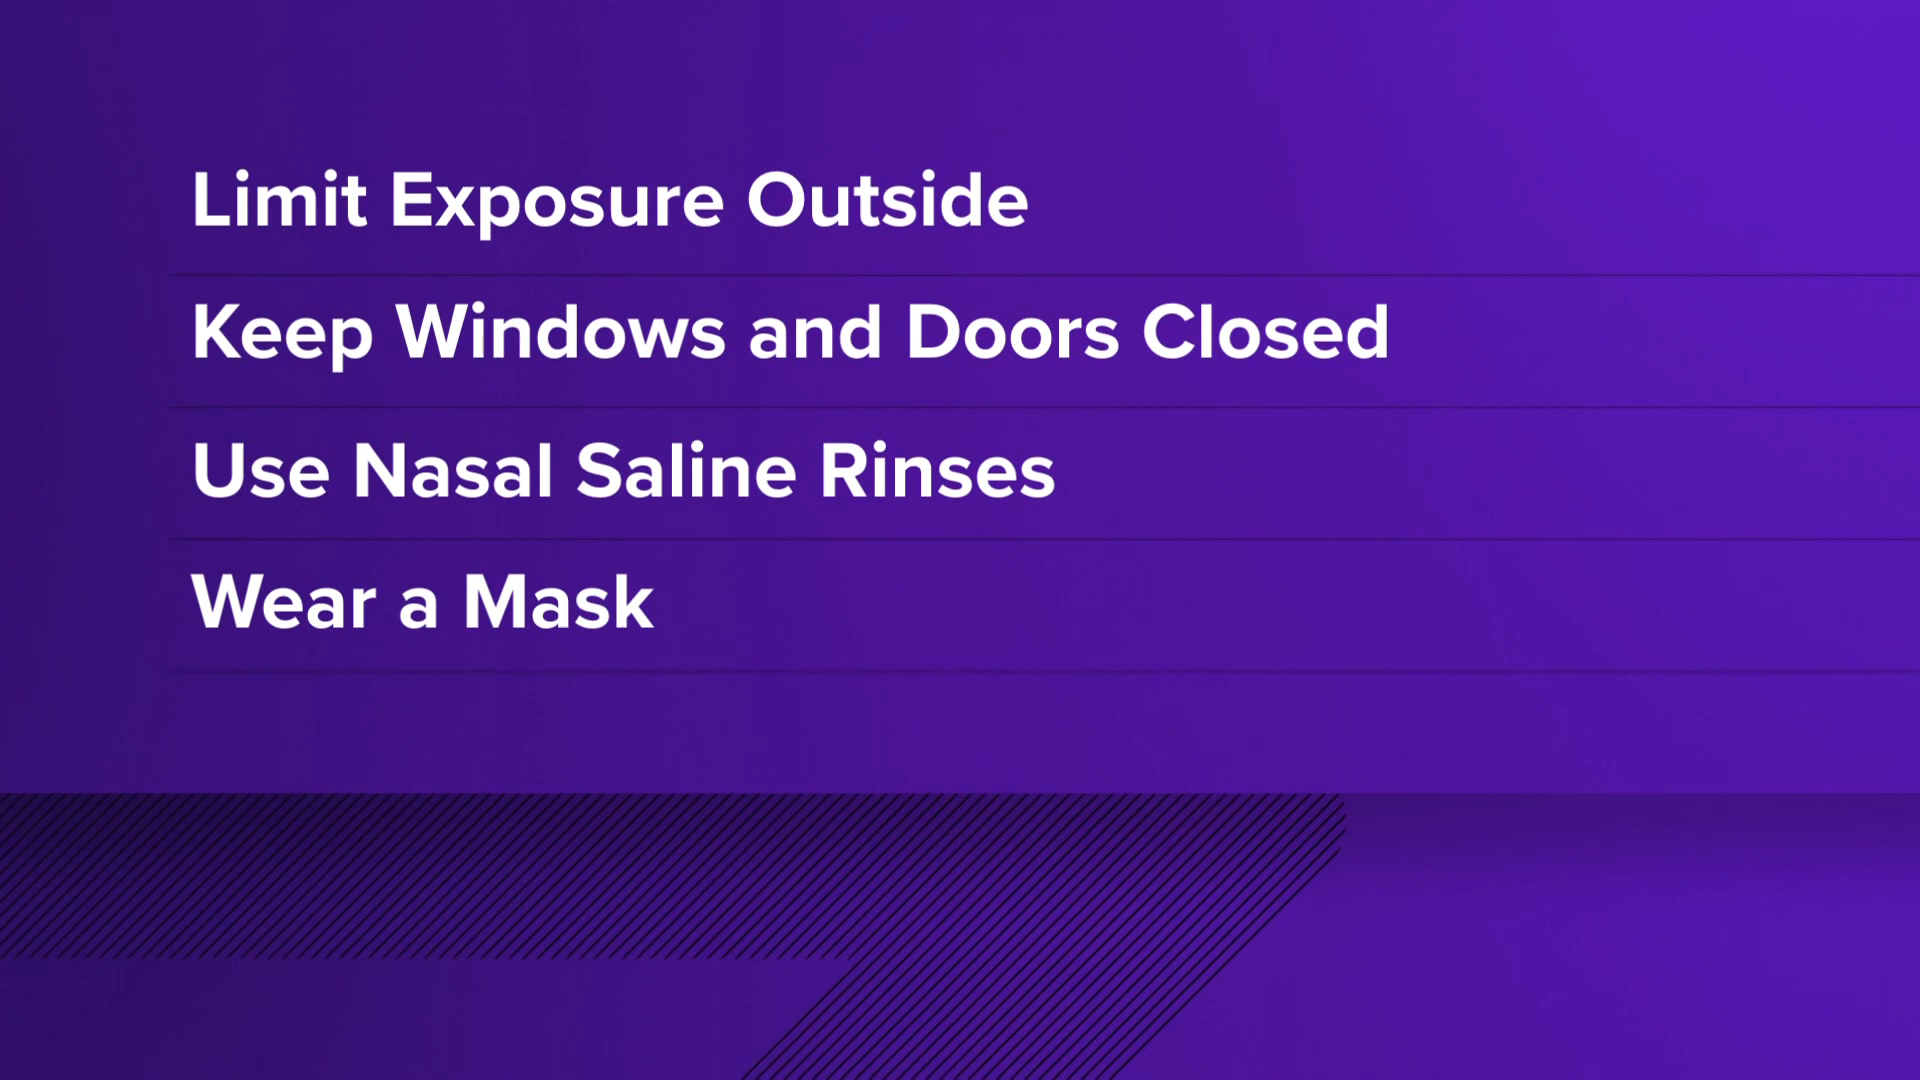 Limit Exposure Outside
Keep Windows and Doors Closed
Use Nasal Saline Rinses
Wear a Mask